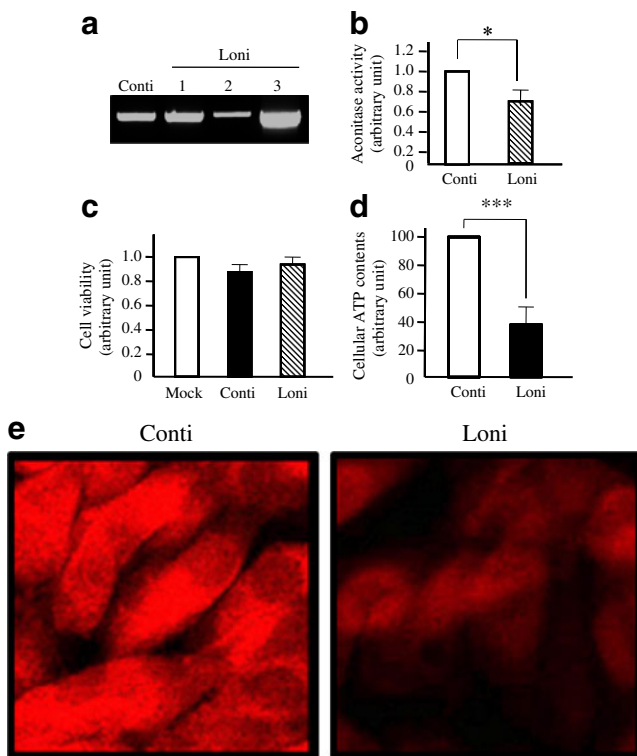 a
Loni
Conti 1 2 3
b
*
Aconitase activity
(arbitrary unit)
1.2
1.0
0.8
0.6
0.4
0.2
0
Conti Loni
c
Cell viability
(arbitrary unit)
1.0
0.8
0.6
0.4
0.2
0
Mock Conti Loni
d
***
Cellular ATP contents
(arbitrary unit)
100
80
60
40
20
0
Conti Loni
e
Conti Loni